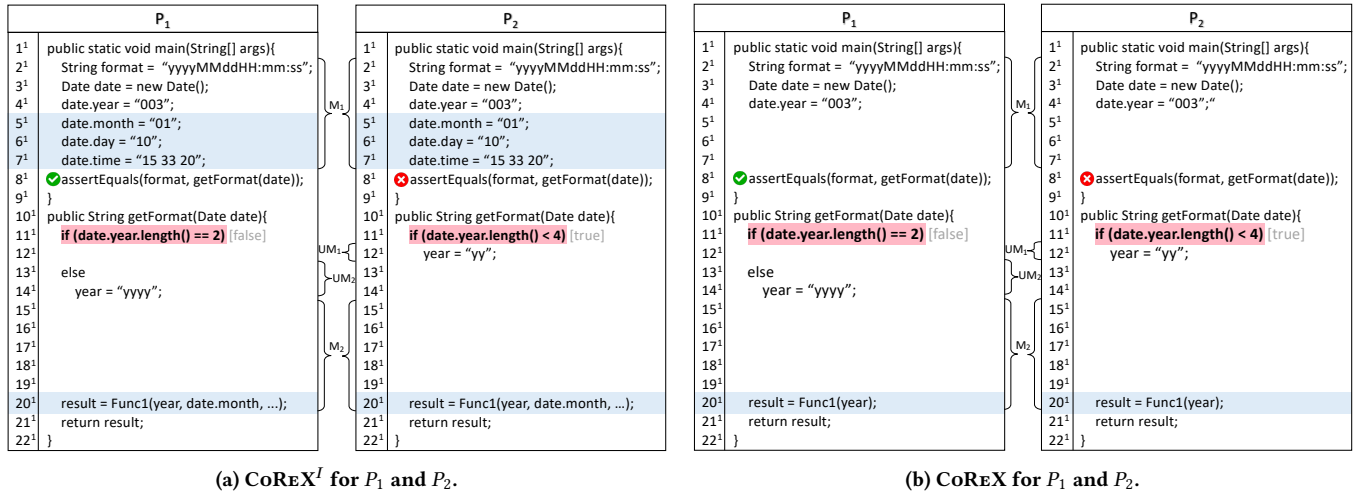 P₁ P₂ P₁ P₂
1¹ public static void main(String[] args){
2¹ String format = “yyyyMMddHH:mm:ss”;
3¹ Date date = new Date();
4¹ date.year = “003”;
5¹ date.month = “01”;
6¹ date.day = “10”;
7¹ date.time = “15 33 20”;
8¹ assertEquals(format, getFormat(date));
9¹ }
10¹ public String getFormat(Date date){
11¹ if (date.year.length() == 2) [false]
12¹
13¹ else
14¹ year = “yyyy”;
15¹
16¹
17¹
18¹
19¹
20¹ result = Func1(year, date.month, ...);
21¹ return result;
22¹ }
M₁
UM₁
UM₂
M₂
1¹ public static void main(String[] args){
2¹ String format = “yyyyMMddHH:mm:ss”;
3¹ Date date = new Date();
4¹ date.year = “003”;
5¹ date.month = “01”;
6¹ date.day = “10”;
7¹ date.time = “15 33 20”;
8¹ assertEquals(format, getFormat(date));
9¹ }
10¹ public String getFormat(Date date){
11¹ if (date.year.length() < 4) [true]
12¹ year = “yy”;
13¹
14¹
15¹
16¹
17¹
18¹
19¹
20¹ result = Func1(year, date.month, …);
21¹ return result;
22¹ }
(a) CoReXᴵ for P₁ and P₂.
1¹ public static void main(String[] args){
2¹ String format = “yyyyMMddHH:mm:ss”;
3¹ Date date = new Date();
4¹ date.year = “003”;
5¹
6¹
7¹
8¹ assertEquals(format, getFormat(date));
9¹ }
10¹ public String getFormat(Date date){
11¹ if (date.year.length() == 2) [false]
12¹
13¹ else
14¹ year = “yyyy”;
15¹
16¹
17¹
18¹
19¹
20¹ result = Func1(year);
21¹ return result;
22¹ }
M₁
UM₁
UM₂
M₂
1¹ public static void main(String[] args){
2¹ String format = “yyyyMMddHH:mm:ss”;
3¹ Date date = new Date();
4¹ date.year = “003”;“
5¹
6¹
7¹
8¹ assertEquals(format, getFormat(date));
9¹ }
10¹ public String getFormat(Date date){
11¹ if (date.year.length() < 4) [true]
12¹ year = “yy”;
13¹
14¹
15¹
16¹
17¹
18¹
19¹
20¹ result = Func1(year);
21¹ return result;
22¹ }
(b) CoReX for P₁ and P₂.